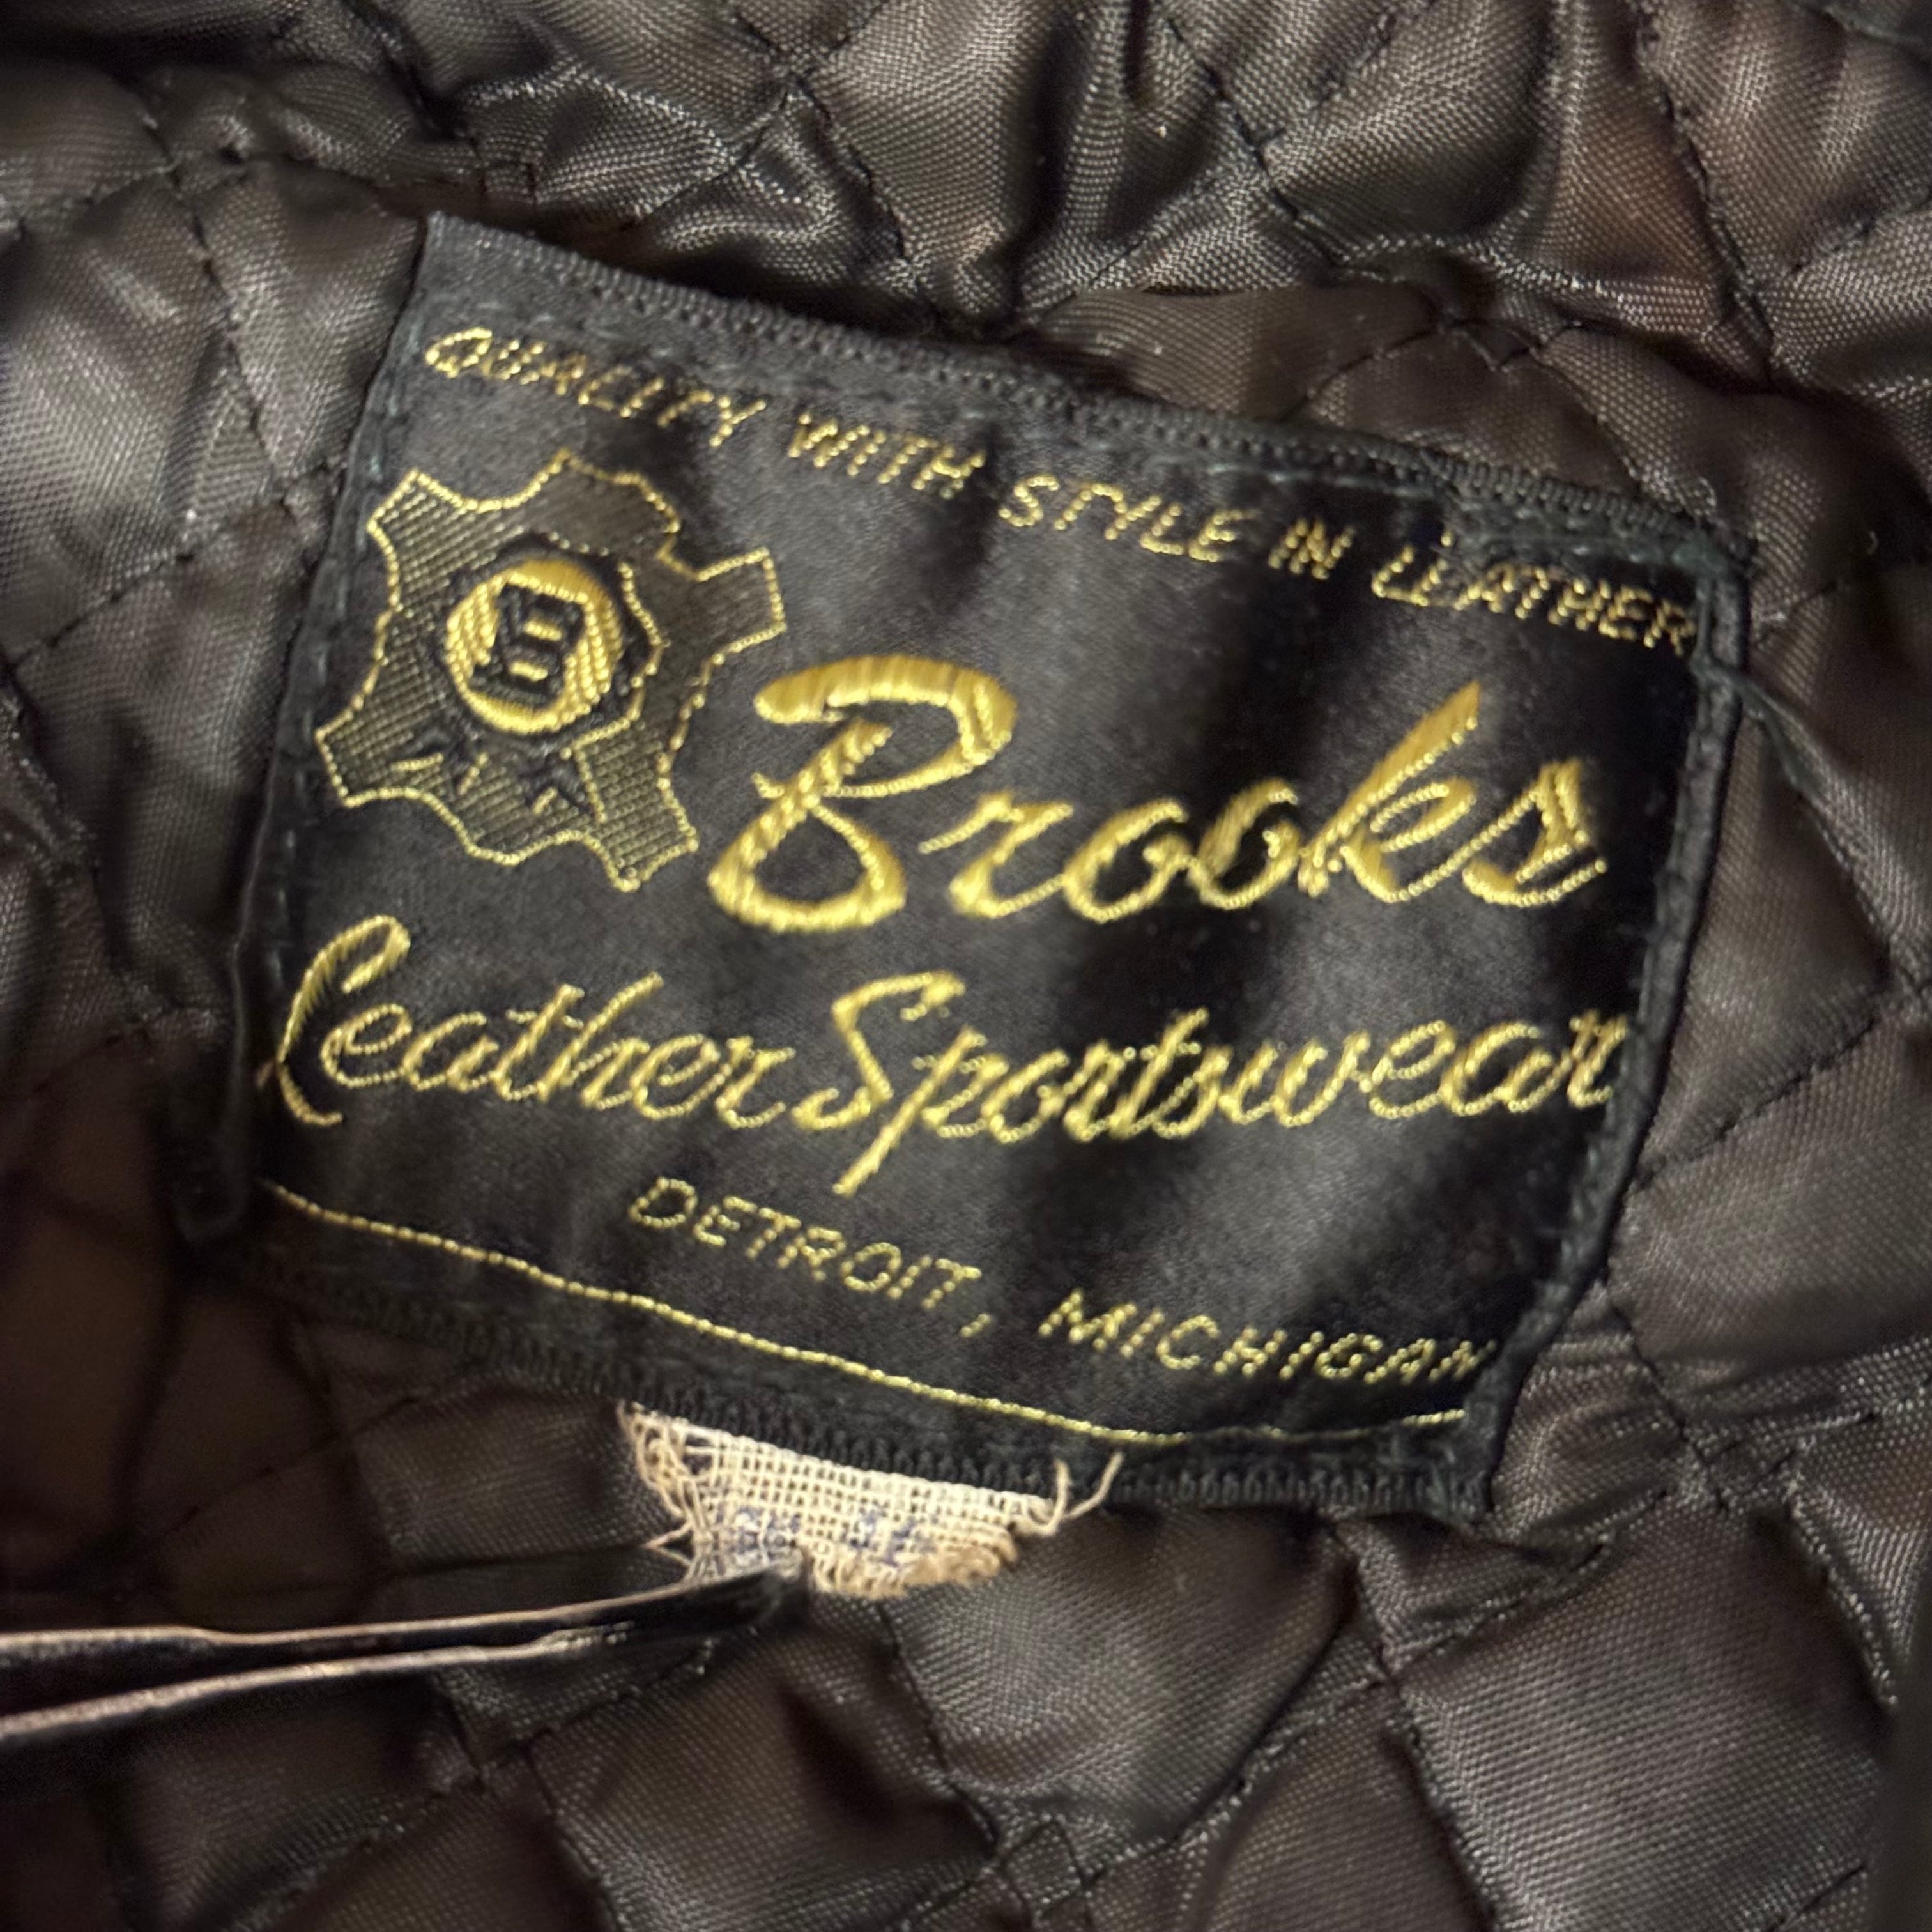 QUALITY WITH STYLE IN LEATHER
B
Brooks
Leather Sportswear
DETROIT, MICHIGAN